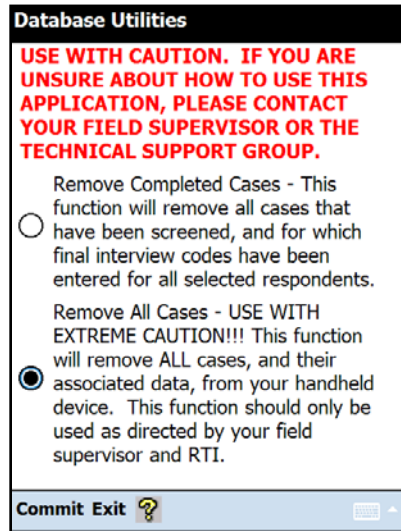 Database Utilities
USE WITH CAUTION.  IF YOU ARE
UNSURE ABOUT HOW TO USE THIS
APPLICATION, PLEASE CONTACT
YOUR FIELD SUPERVISOR OR THE
TECHNICAL SUPPORT GROUP.
Remove Completed Cases - This
function will remove all cases that
have been screened, and for which
final interview codes have been
entered for all selected respondents.
Remove All Cases - USE WITH
EXTREME CAUTION!!! This function
will remove ALL cases, and their
associated data, from your handheld
device.  This function should only be
used as directed by your field
supervisor and RTI.
Commit Exit ?